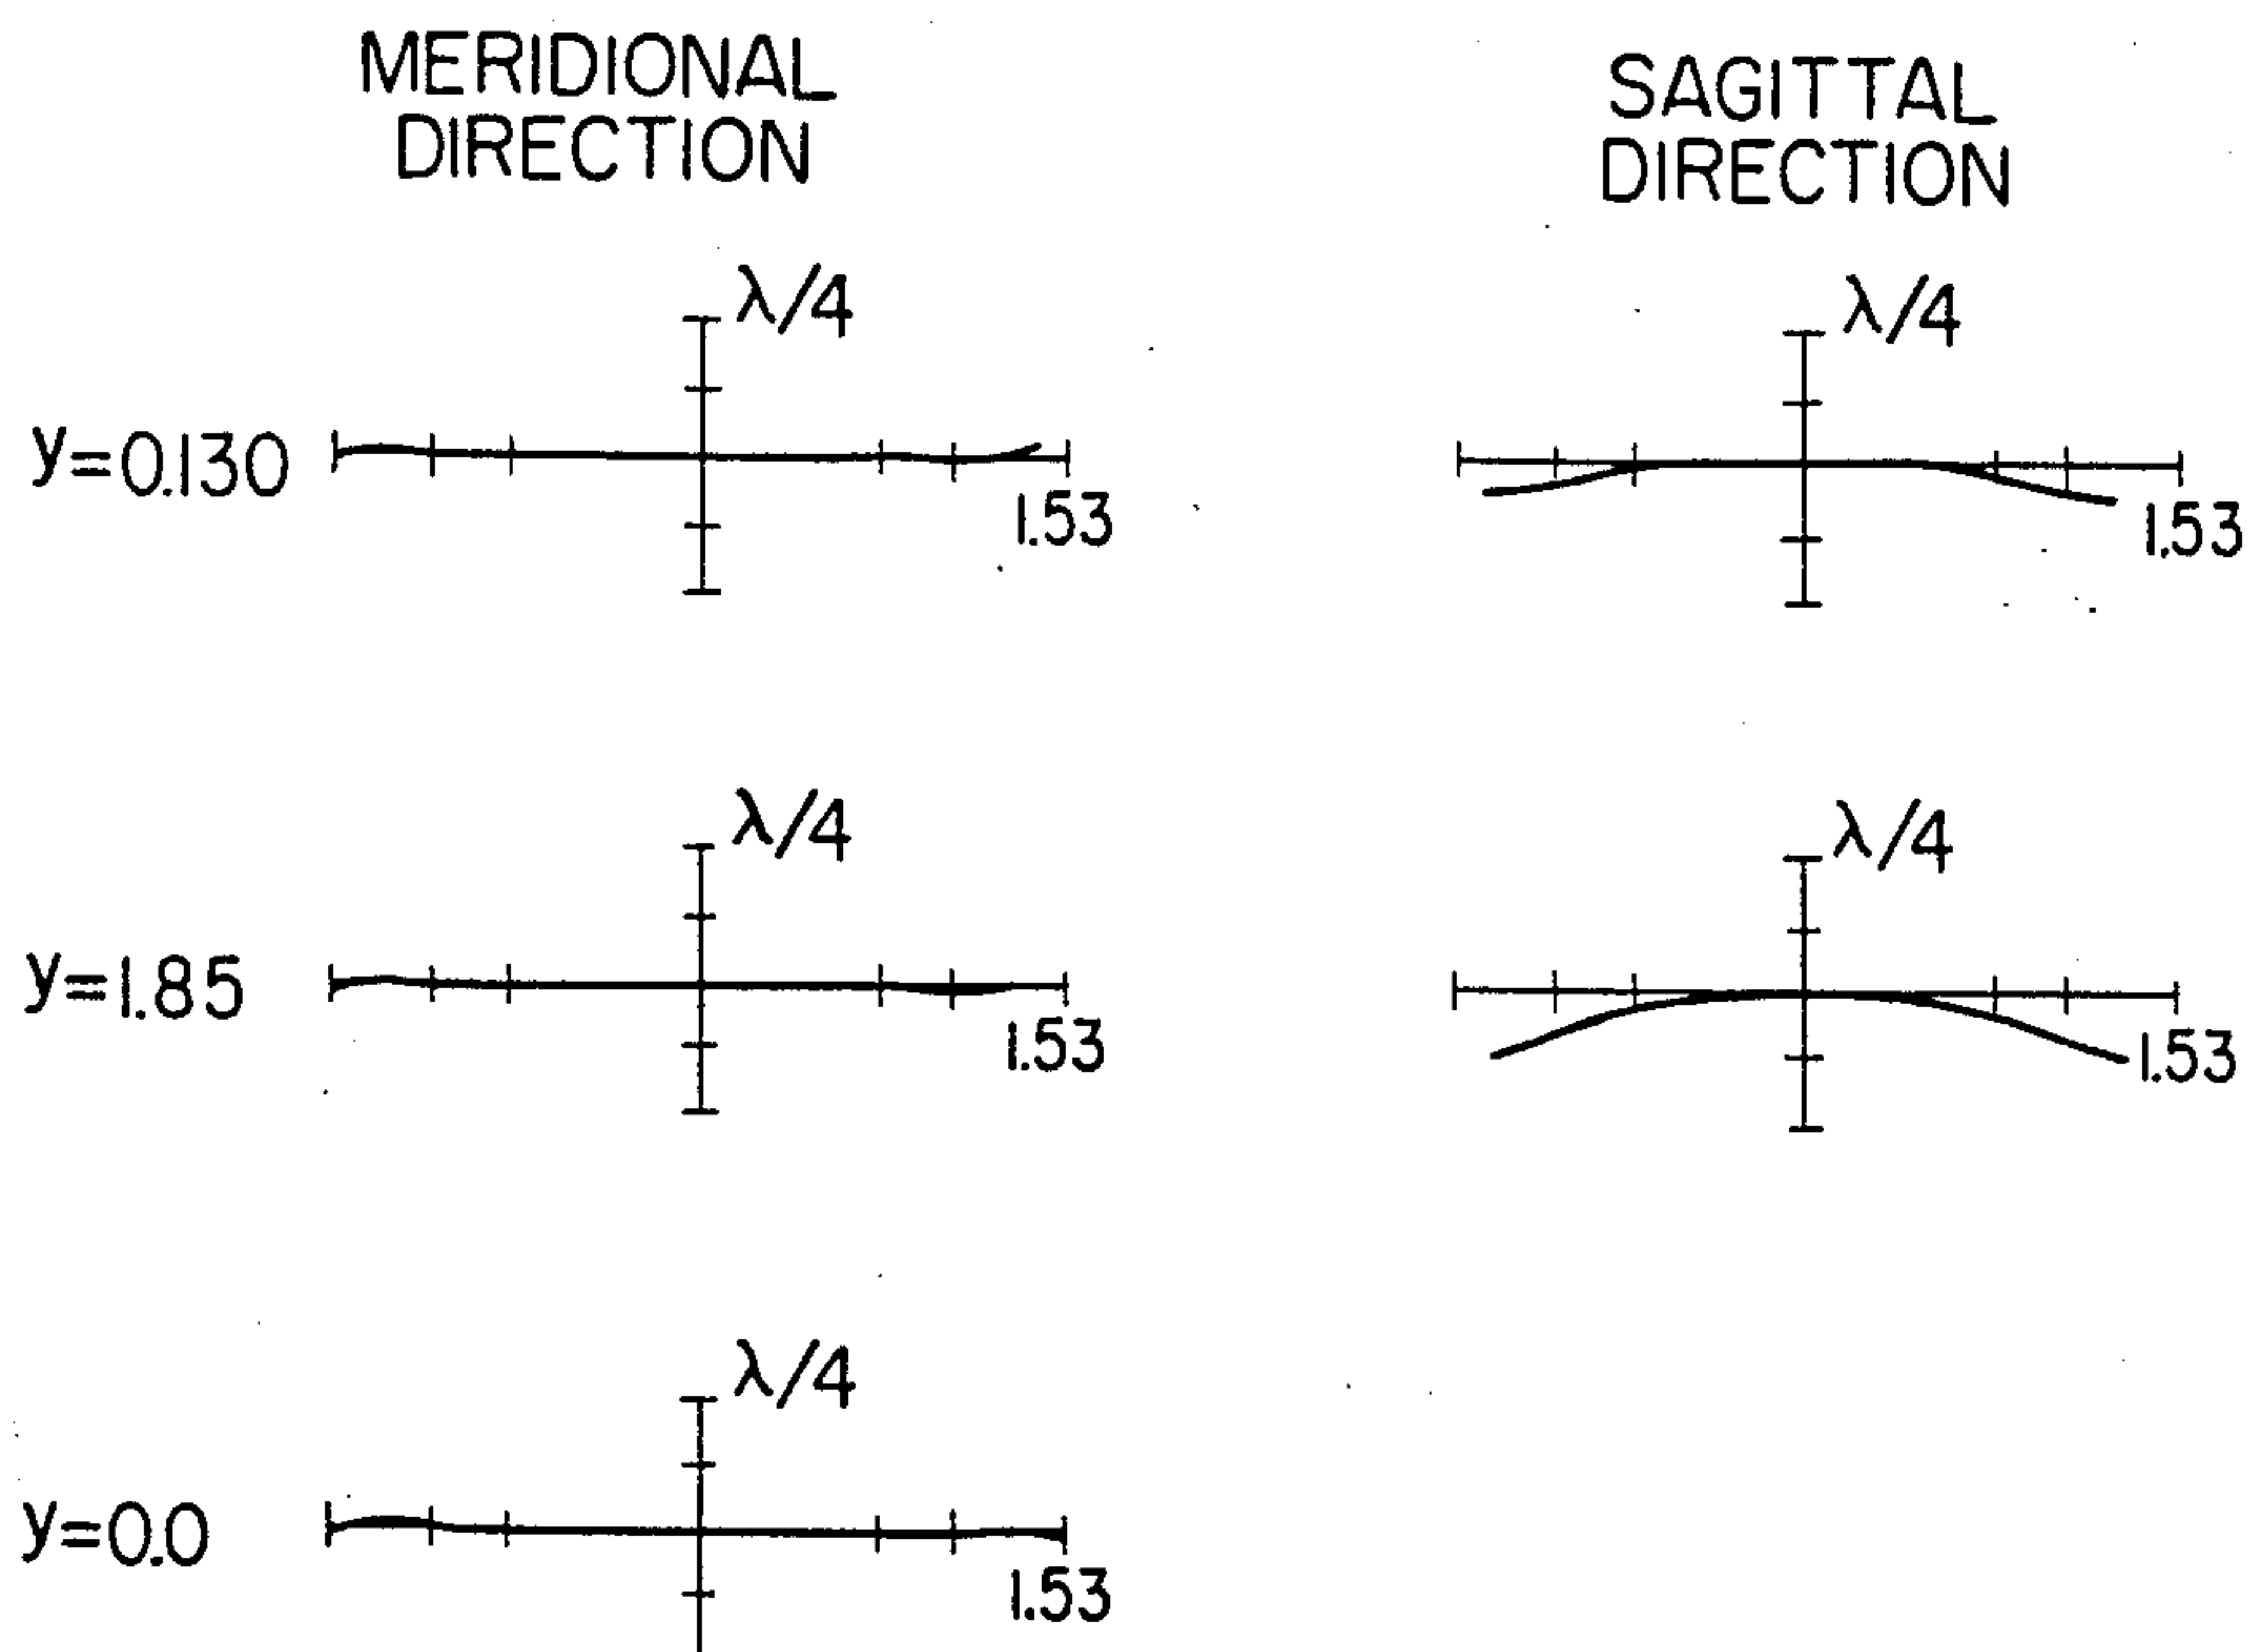 MERIDIONAL
DIRECTION
SAGITTAL
DIRECTION
λ/4
λ/4
y=0.130
1.53
1.53
λ/4
λ/4
y=1.85
1.53
1.53
λ/4
y=0.0
1.53